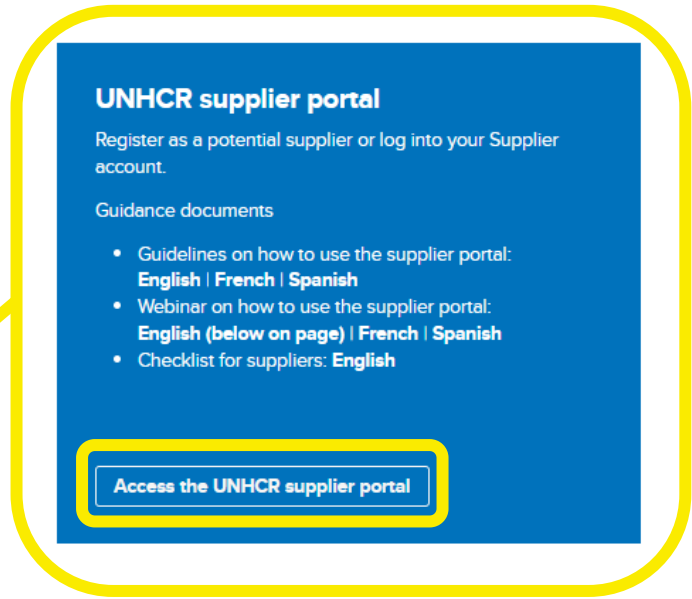 UNHCR supplier portal
Register as a potential supplier or log into your Supplier
account.
Guidance documents
• Guidelines on how to use the supplier portal:
English | French | Spanish
• Webinar on how to use the supplier portal:
English (below on page) | French | Spanish
• Checklist for suppliers: English
Access the UNHCR supplier portal